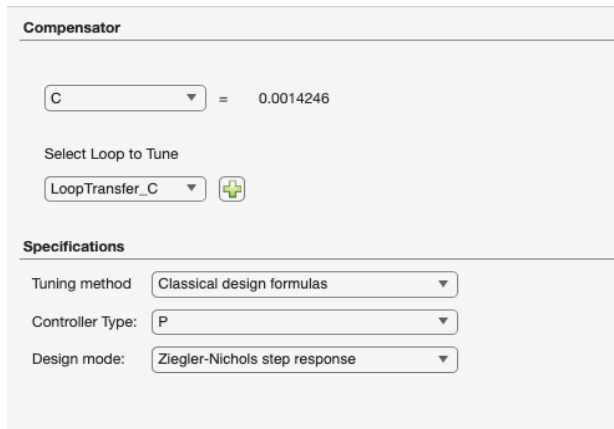 Compensator
C = 0.0014246
Select Loop to Tune
LoopTransfer_C
Specifications
Tuning method Classical design formulas
Controller Type: P
Design mode: Ziegler-Nichols step response